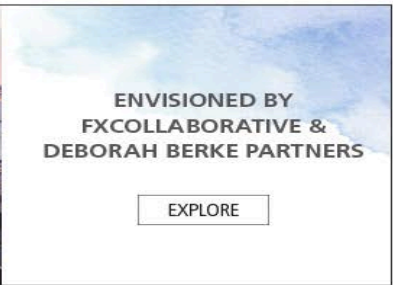 ENVISIONED BY
FXCOLLABORATIVE &
DEBORAH BERKE PARTNERS
EXPLORE